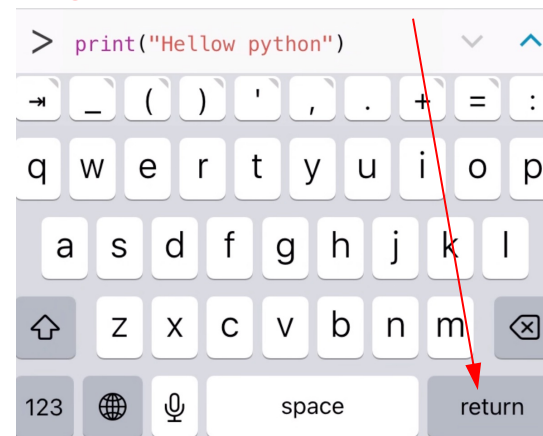 > print("Hellow python")
_ ( ) ' , . + = :
q w e r t y u i o p
a s d f g h j k l
z x c v b n m
123 space return